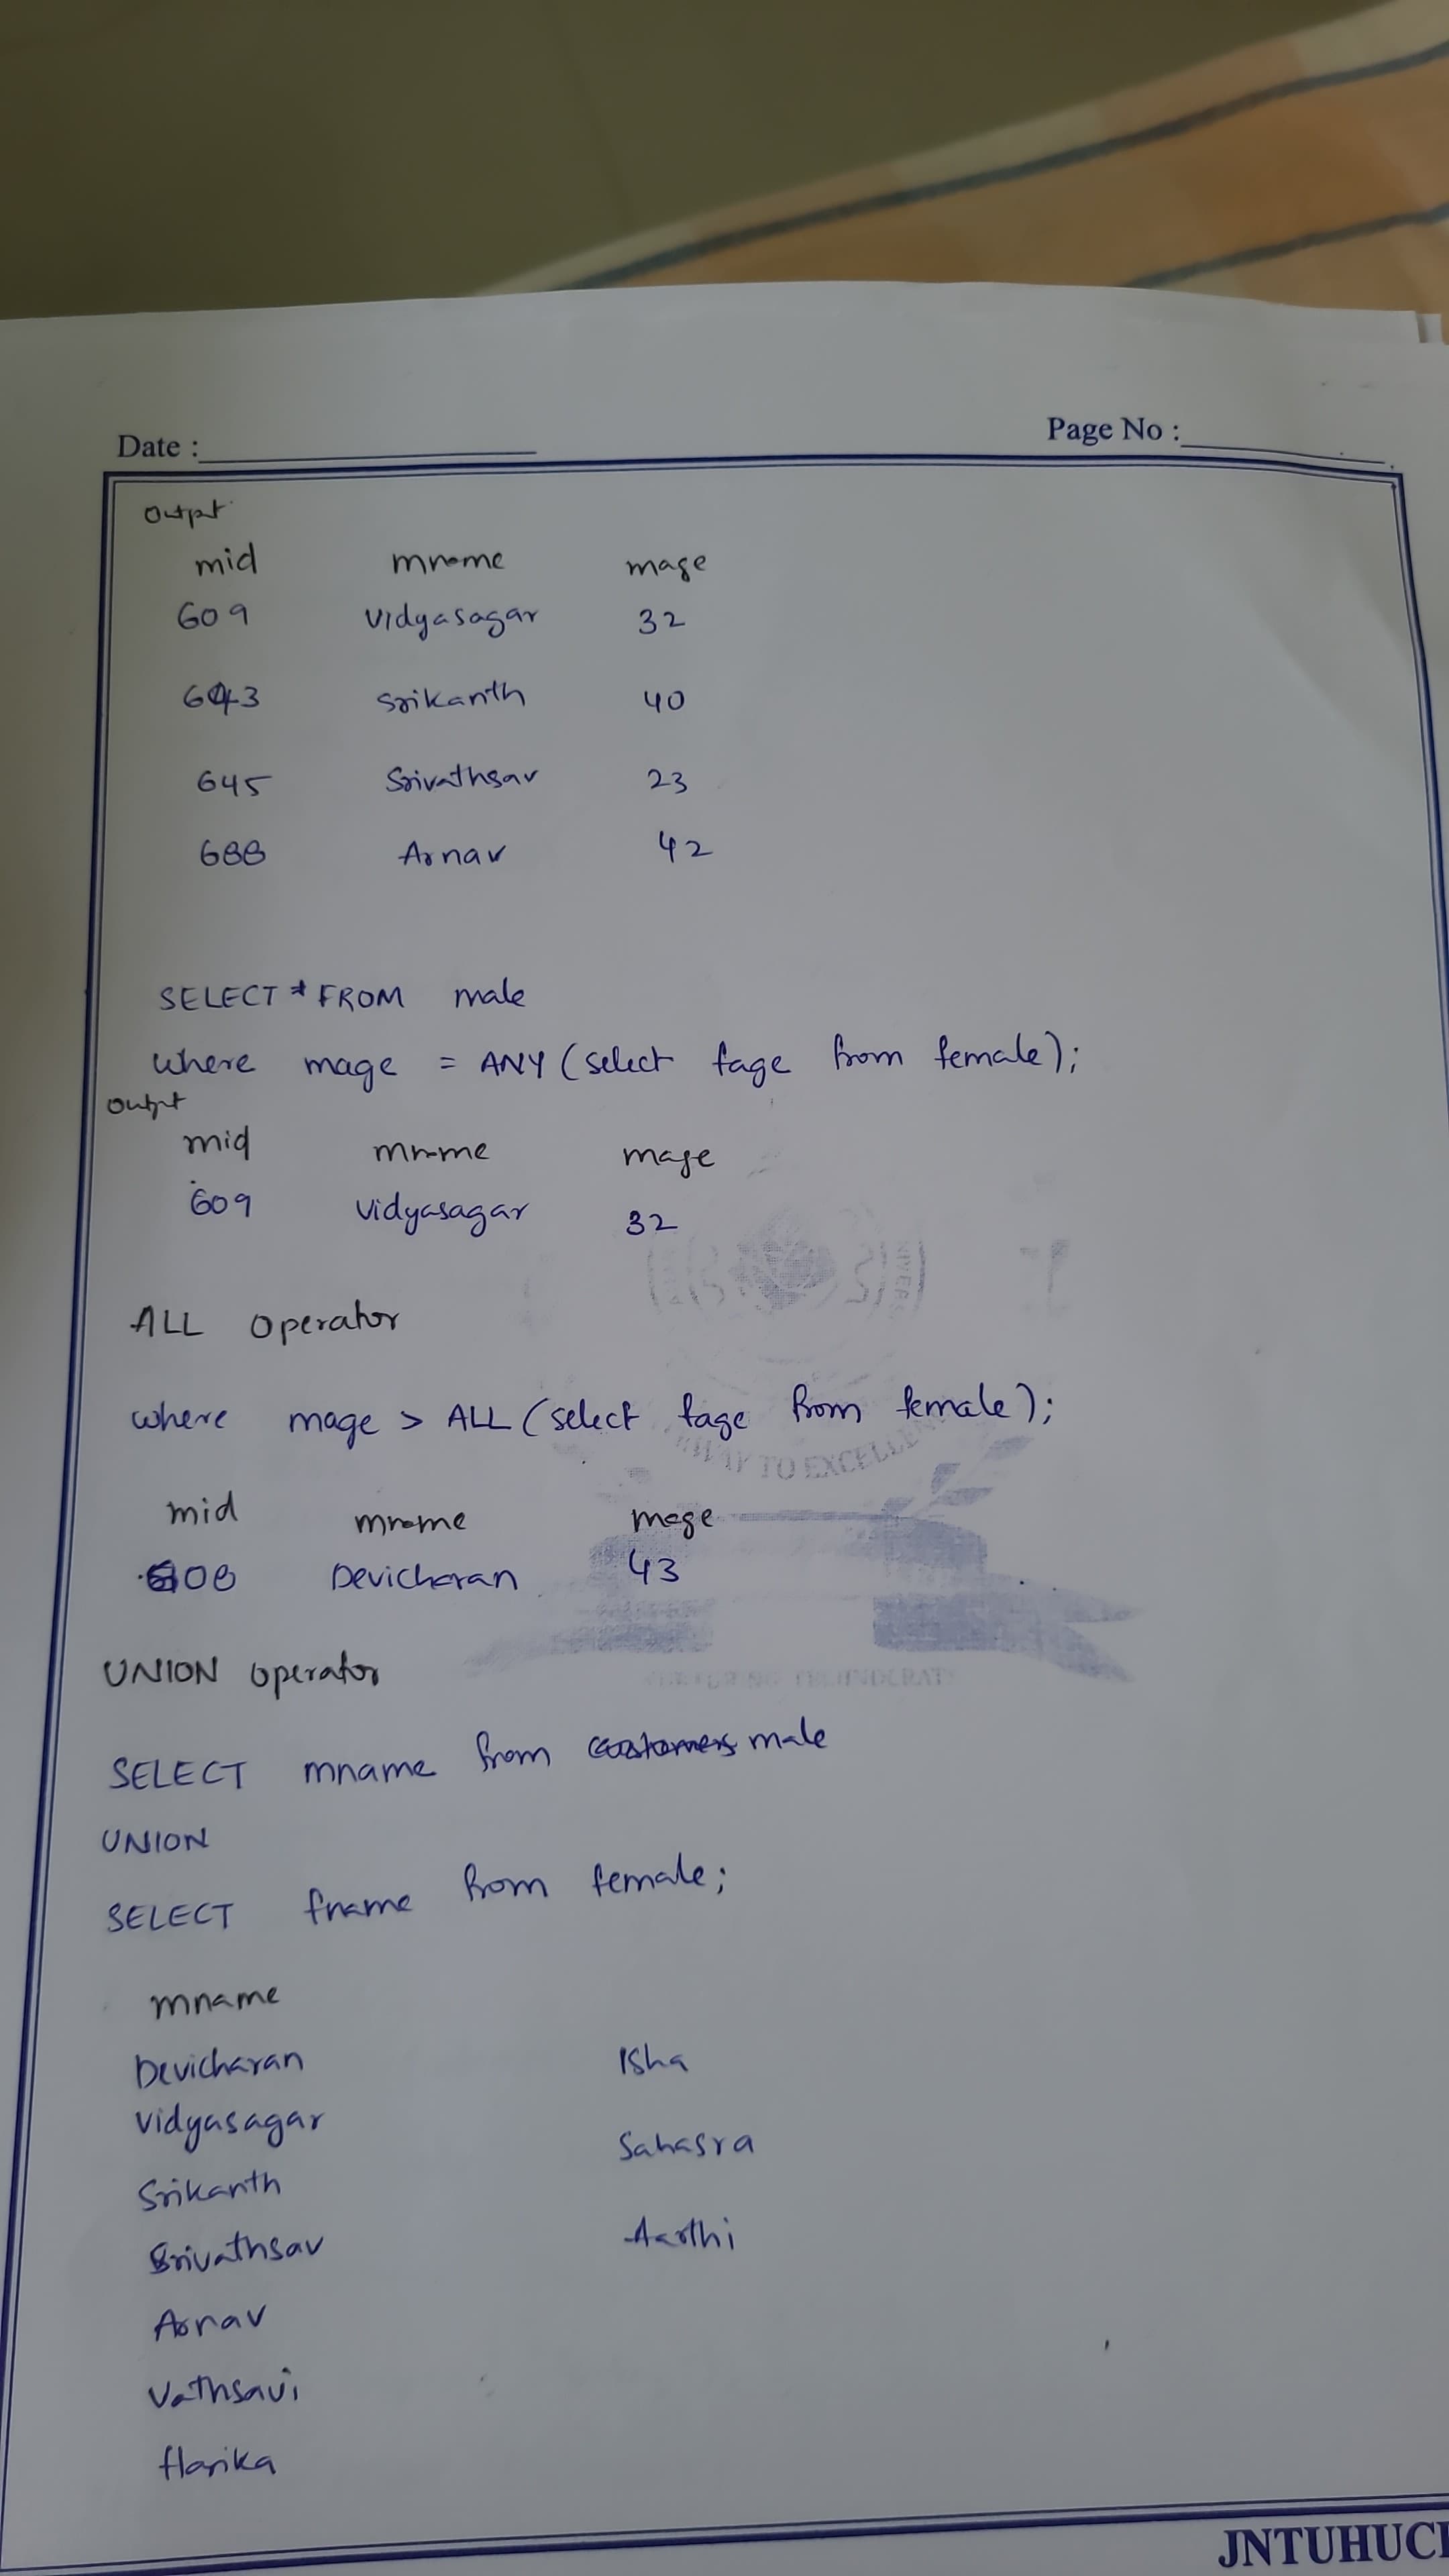 Date :
Page No :
Output
mid mname mage
609 Vidyasagar 32
643 Srikanth 40
645 Srivathsav 23
688 Arnav 42
SELECT * FROM male
where mage = ANY (select fage from female);
Output
mid mname mage
609 Vidyasagar 32
ALL operator
where mage > ALL (select fage from female);
mid mname mage
608 Devicharan 43
UNION operator
SELECT mname from customers male
UNION
SELECT fname from female;
mname
Devicharan Isha
Vidyasagar
Sahasra
Srikanth
Srivathsav Aarthi
Arnav
Vathsavi
Harika
TO EXCELLEN
JNTUHUC